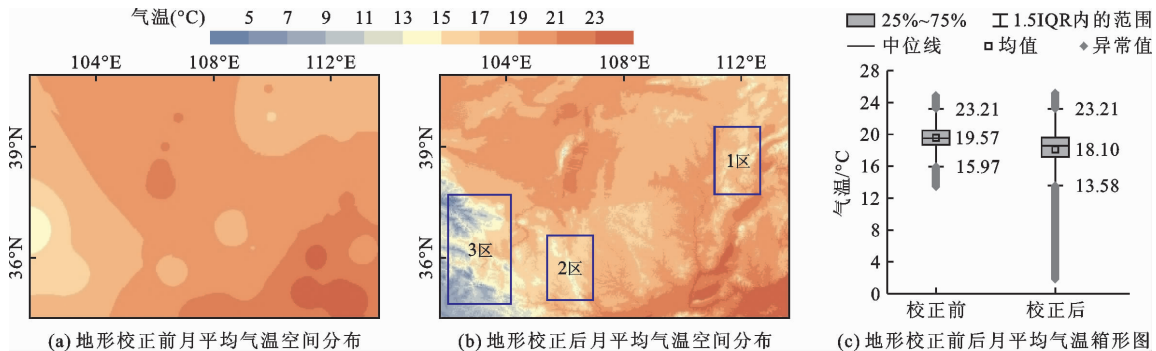 气温(°C) 5 7 9 11 13 15 17 19 21 23
104°E 108°E 112°E
39°N
36°N
(a) 地形校正前月平均气温空间分布
104°E 108°E 112°E
39°N
36°N
1区
2区
3区
(b) 地形校正后月平均气温空间分布
25%~75% 1.5IQR内的范围
中位线 均值 异常值
气温/°C
28
24
20
16
12
8
4
0
23.21
19.57
15.97
23.21
18.10
13.58
校正前 校正后
(c) 地形校正前后月平均气温箱形图